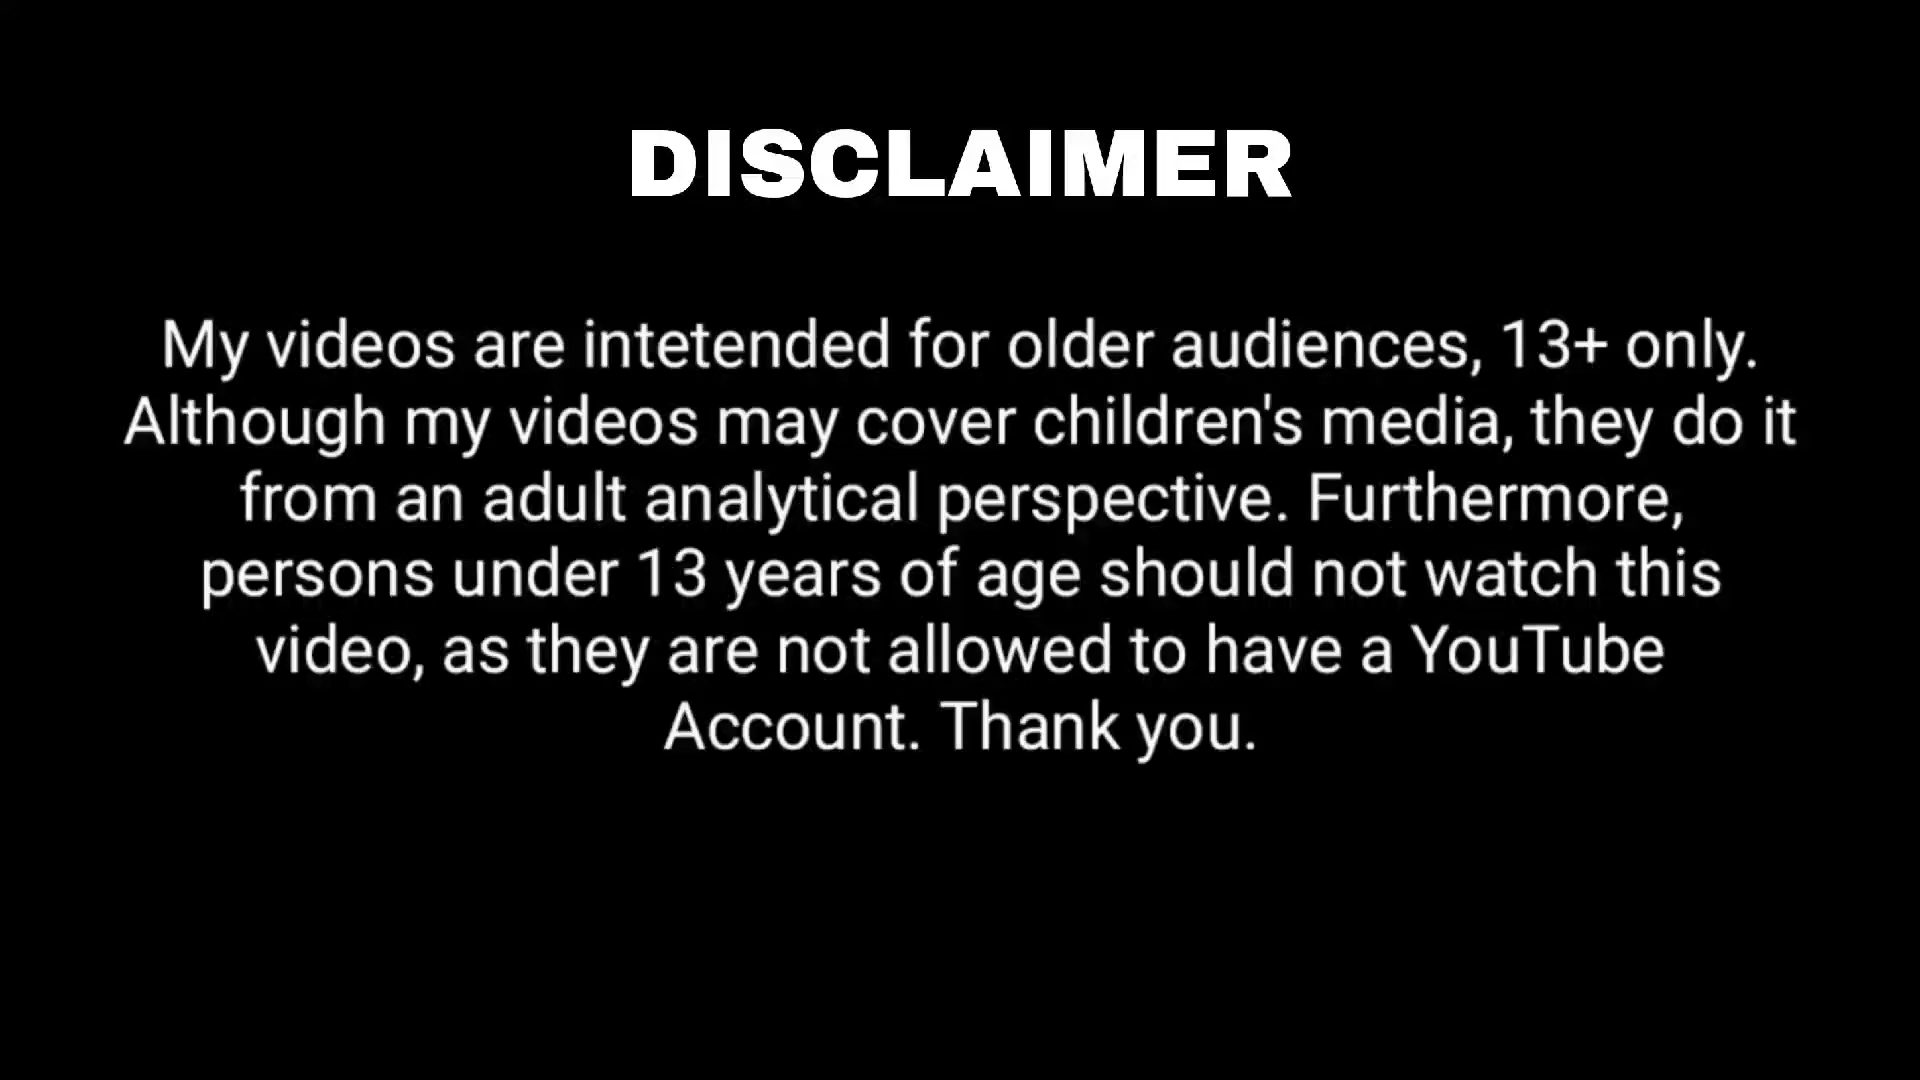 DISCLAIMER
My videos are intetended for older audiences, 13+ only.
Although my videos may cover children's media, they do it
from an adult analytical perspective. Furthermore,
persons under 13 years of age should not watch this
video, as they are not allowed to have a YouTube
Account. Thank you.